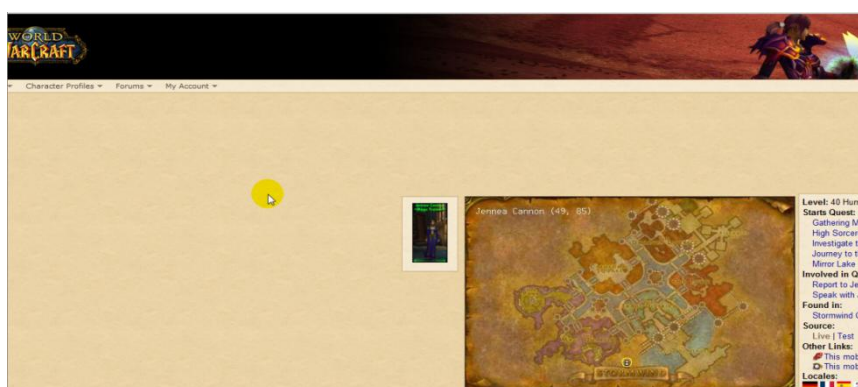 WORLD
WARCRAFT
Character Profiles Forums My Account
Jennea Cannon (49, 85)
Level: 40 Hum
Starts Quest:
Gathering M
High Sorcer
Investigate t
Journey to t
Mirror Lake
Involved in Q
Report to Je
Speak with
Found in:
Stormwind C
Source:
Live | Test
Other Links:
This mob
This mob
Locales:
STORMWIND